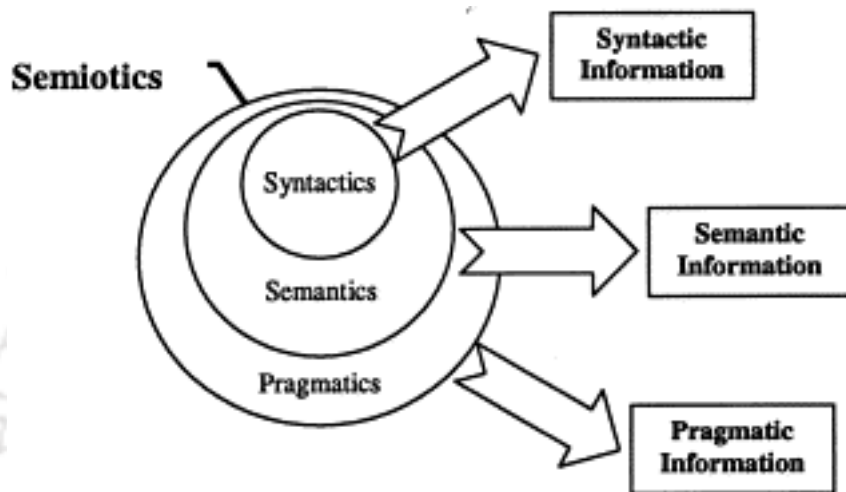 Semiotics
Syntactic
Information
Syntactics
Semantic
Information
Semantics
Pragmatics
Pragmatic
Information